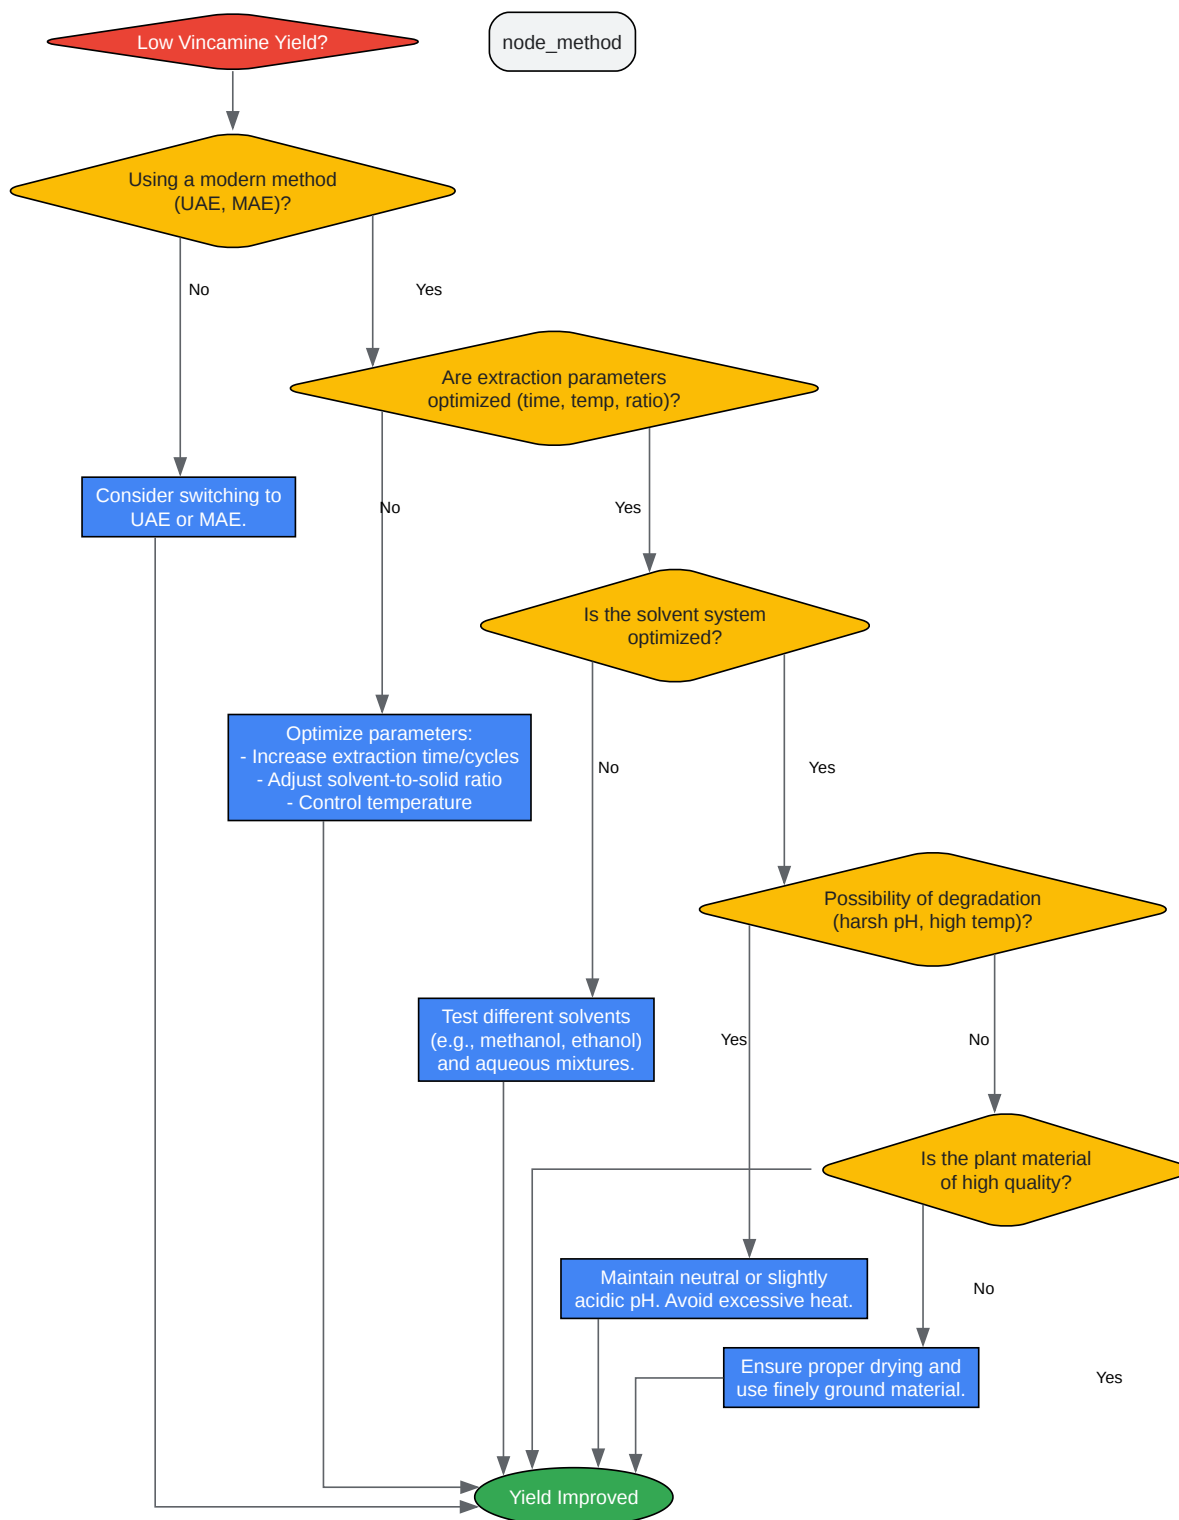 Low Vincamine Yield?
node_method
Using a modern method
(UAE, MAE)?
No
Yes
Are extraction parameters
optimized (time, temp, ratio)?
Consider switching to
UAE or MAE.
No
Yes
Is the solvent system
optimized?
Optimize parameters:
- Increase extraction time/cycles
- Adjust solvent-to-solid ratio
- Control temperature
No
Yes
Possibility of degradation
(harsh pH, high temp)?
Test different solvents
(e.g., methanol, ethanol)
and aqueous mixtures.
Yes
No
Is the plant material
of high quality?
Maintain neutral or slightly
acidic pH. Avoid excessive heat.
No
Ensure proper drying and
use finely ground material.
Yes
Yield Improved